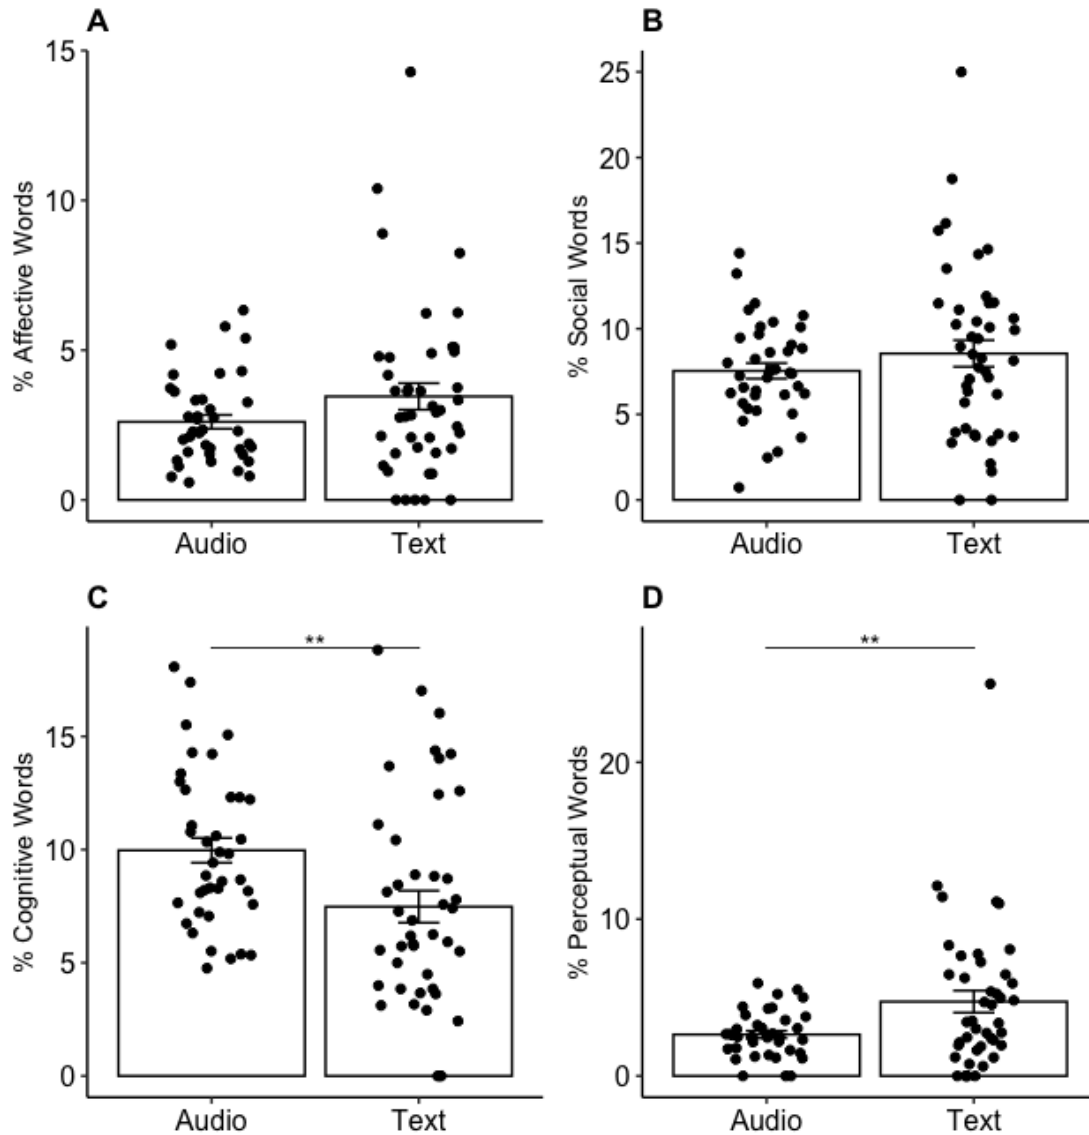 A
% Affective Words
15
10
5
0
Audio Text
B
% Social Words
25
20
15
10
5
0
Audio Text
C
% Cognitive Words
**
15
10
5
0
Audio Text
D
% Perceptual Words
**
20
10
0
Audio Text